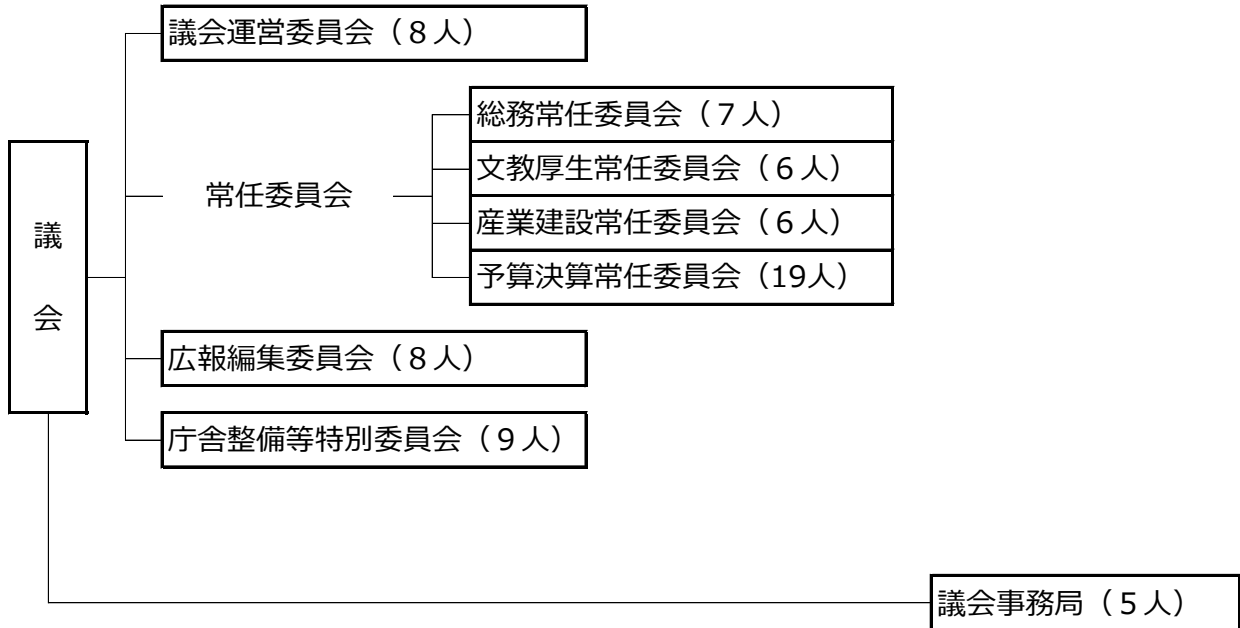 議会運営委員会（８人）
総務常任委員会（７人）
文教厚生常任委員会（６人）
常任委員会
産業建設常任委員会（６人）
議会
予算決算常任委員会（19人）
広報編集委員会（８人）
庁舎整備等特別委員会（９人）
議会事務局（５人）